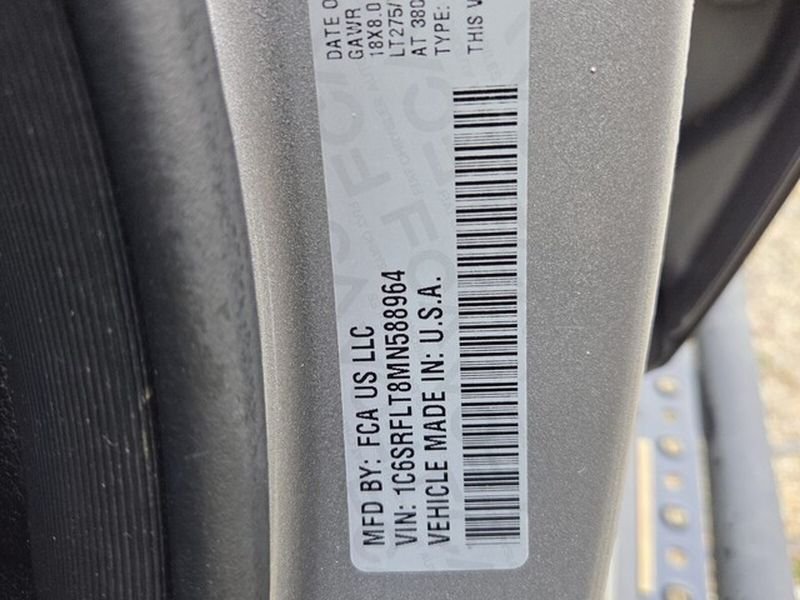 DATE O
GAWR
18X8.0
LT275/
AT 380
TYPE:
THIS V
MFD BY: FCA US LLC
VIN: 1C6SRFLT8MN588964
VEHICLE MADE IN: U.S.A.